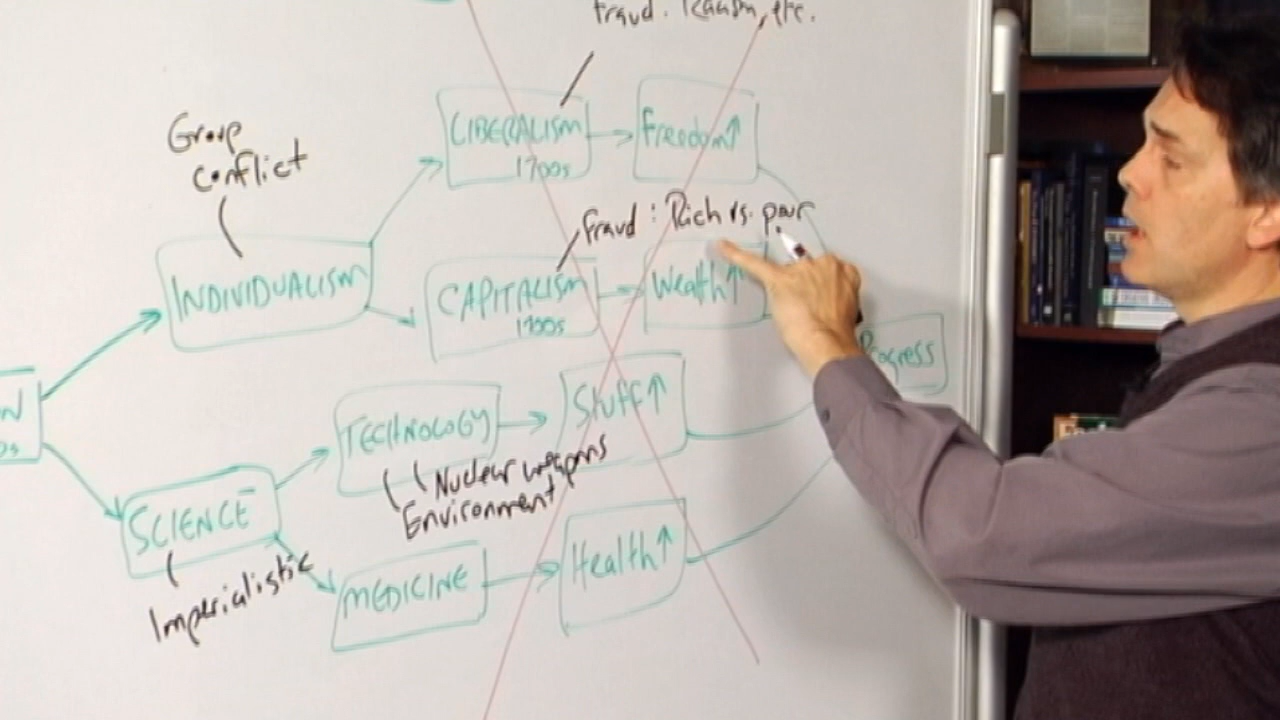 fraud. Racism, etc.
Group
conflict
LIBERALISM
1700s
Freedom↑
fraud: Rich vs. poor
INDIVIDUALISM
CAPITALISM
1700s
Wealth↑
Progress
N
0s
TECHNOLOGY
Stuff↑
Nuclear weapons
Environment
SCIENCE
Imperialistic
MEDICINE
Health↑